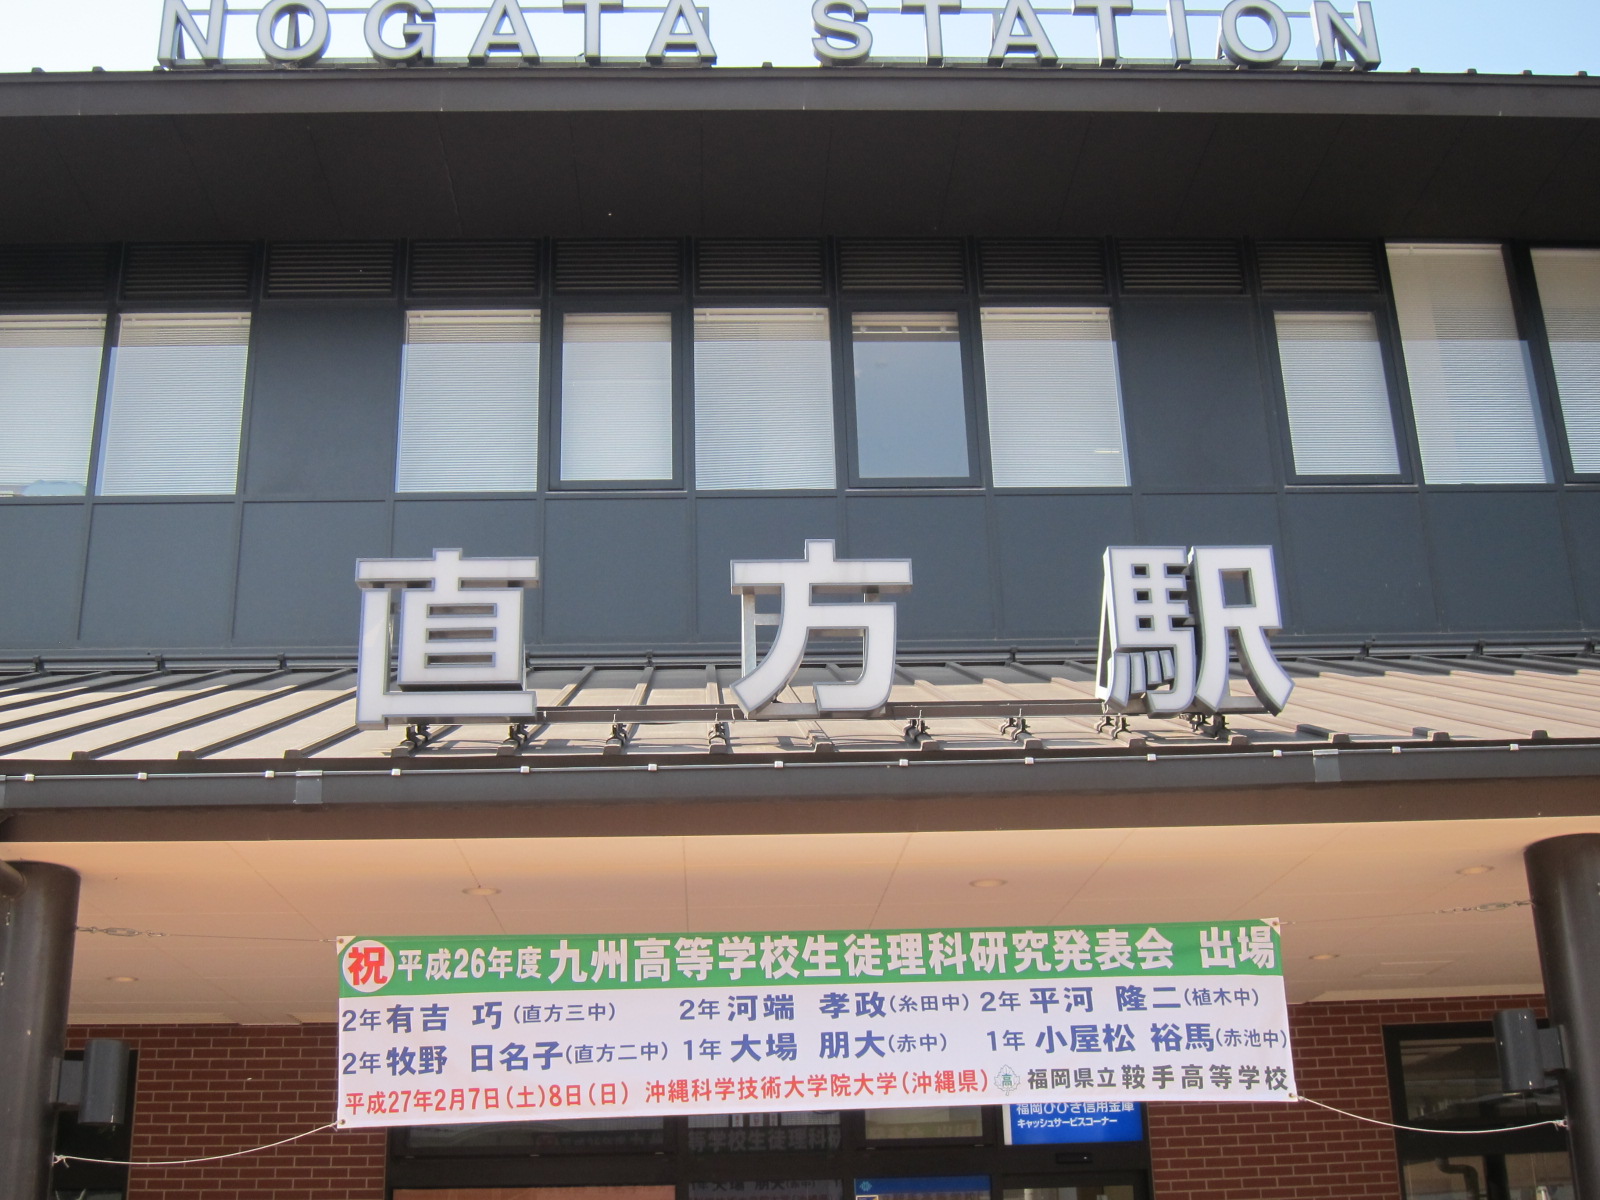 NOGATA STATION
直方駅
祝 平成26年度九州高等学校生徒理科研究発表会 出場
2年 有吉 巧(直方三中) 2年 河端 孝政(糸田中) 2年 平河 隆二(植木中)
2年 牧野 日名子(直方二中) 1年 大場 朋大(赤中) 1年 小屋松 裕馬(赤池中)
平成27年2月7日(土)8日(日) 沖縄科学技術大学院大学(沖縄県) 高 福岡県立鞍手高等学校
福岡ひびき信用金庫
キャッシュサービスコーナー